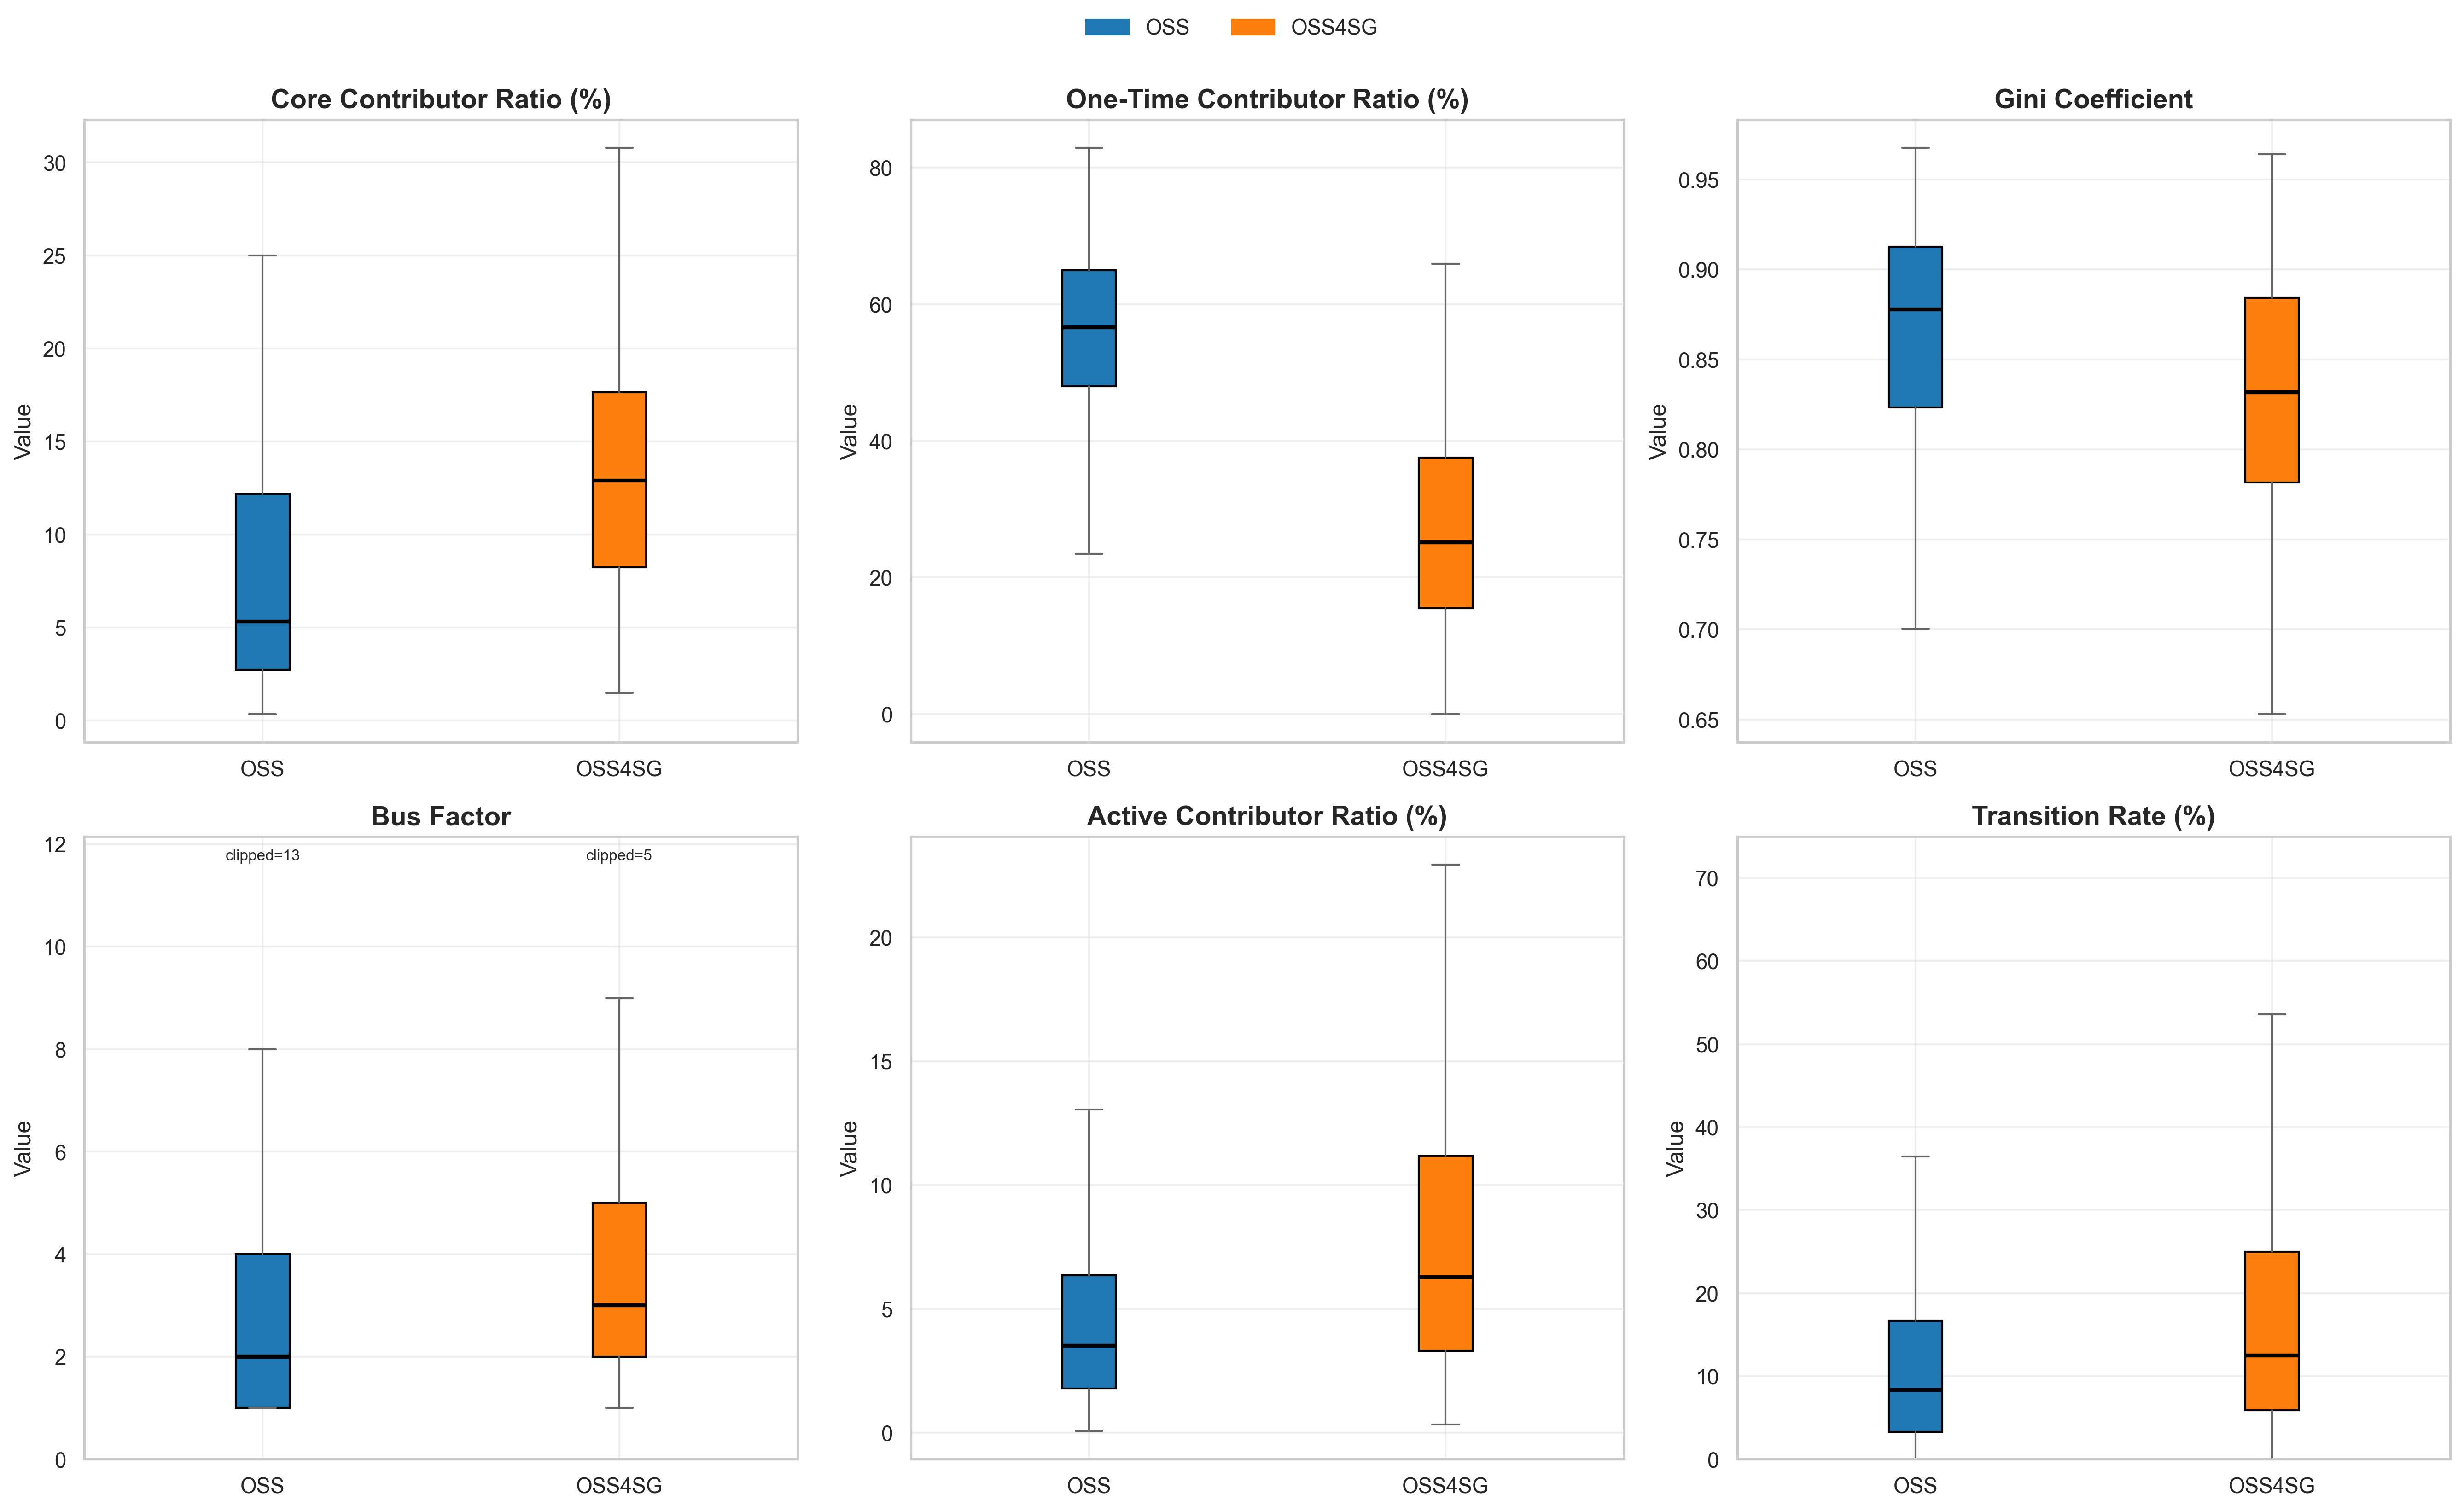 OSS OSS4SG
Core Contributor Ratio (%)
Value
30
25
20
15
10
5
0
OSS OSS4SG
One-Time Contributor Ratio (%)
Value
80
60
40
20
0
OSS OSS4SG
Gini Coefficient
Value
0.95
0.90
0.85
0.80
0.75
0.70
0.65
OSS OSS4SG
Bus Factor
Value
12
10
8
6
4
2
0
clipped=13 clipped=5
OSS OSS4SG
Active Contributor Ratio (%)
Value
20
15
10
5
0
OSS OSS4SG
Transition Rate (%)
Value
70
60
50
40
30
20
10
0
OSS OSS4SG